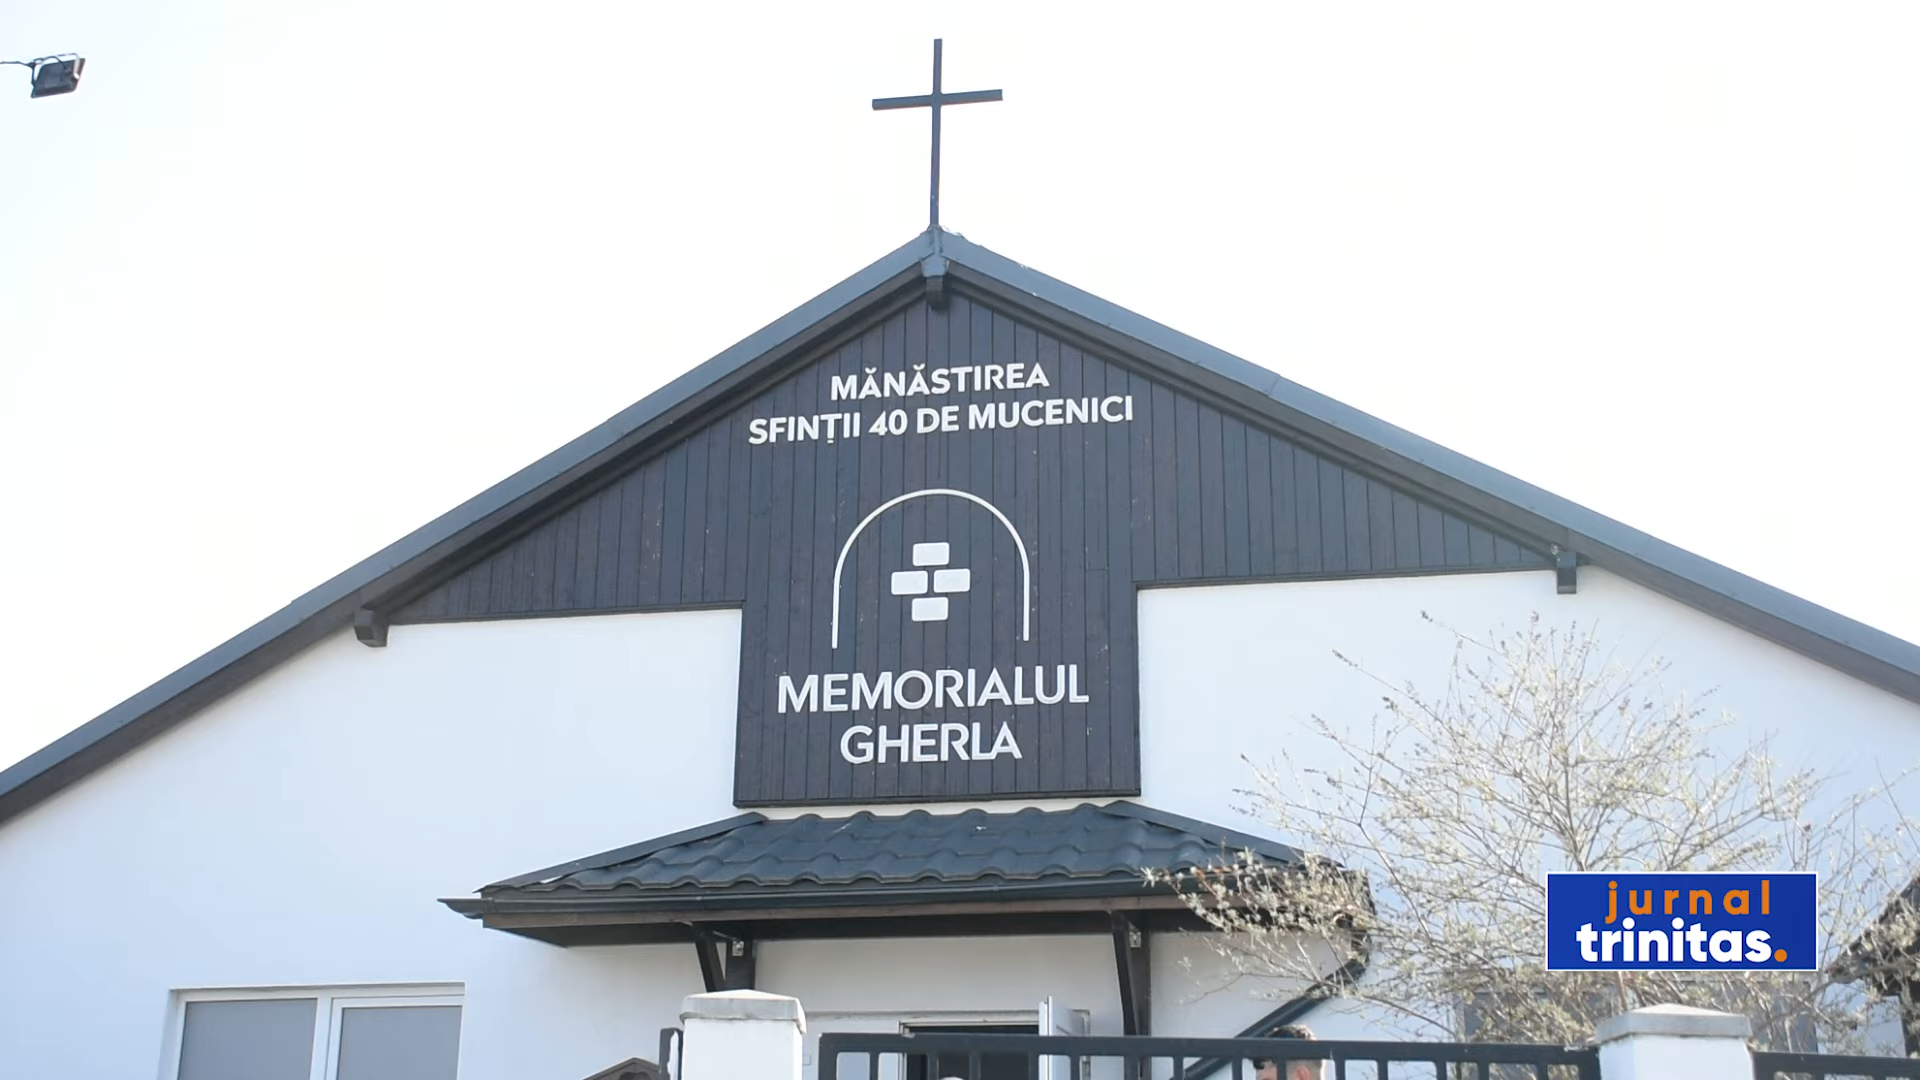 MĂNĂSTIREA
SFINȚII 40 DE MUCENICI
MEMORIALUL
GHERLA
jurnal
trinitas.